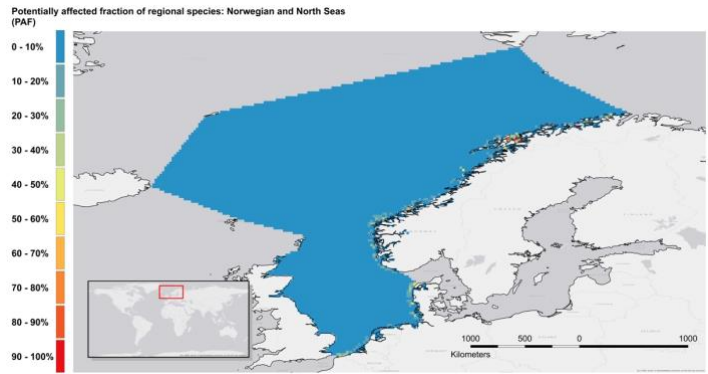 Potentially affected fraction of regional species: Norwegian and North Seas
(PAF)
0 - 10%
10 - 20%
20 - 30%
30 - 40%
40 - 50%
50 - 60%
60 - 70%
70 - 80%
80 - 90%
90 - 100%
1000 500 0 1000
Kilometers